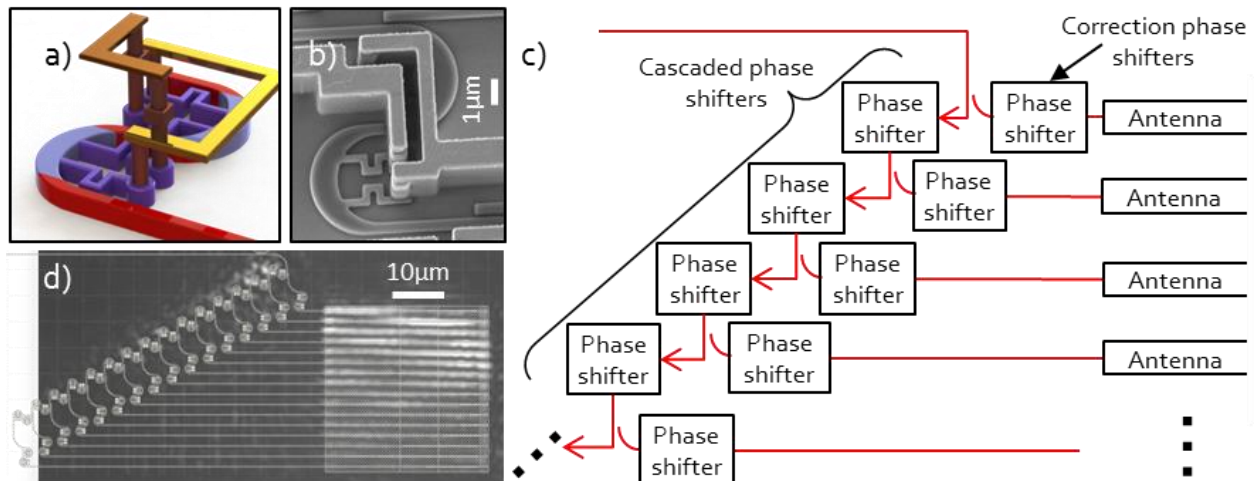 a)
b)
1μm
c)
Cascaded phase
shifters
Correction phase
shifters
Phase
shifter
Phase
shifter
Antenna
Phase
shifter
Phase
shifter
Antenna
Phase
shifter
Phase
shifter
Antenna
Phase
shifter
Phase
shifter
Antenna
Phase
shifter
d)
10μm